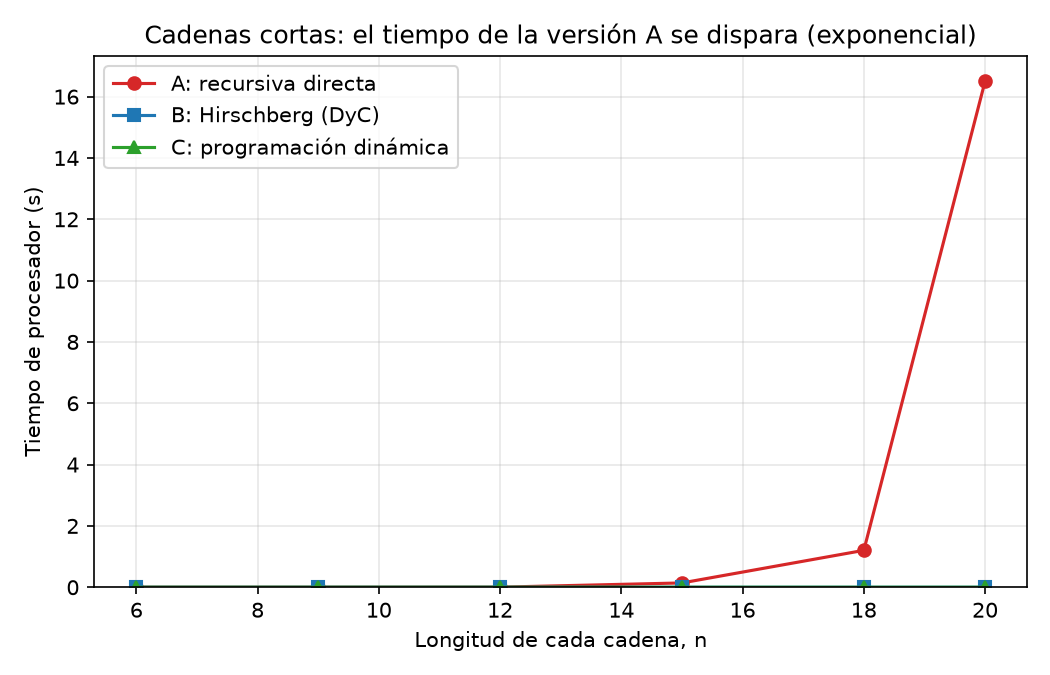 Cadenas cortas: el tiempo de la versión A se dispara (exponencial)
A: recursiva directa
B: Hirschberg (DyC)
C: programación dinámica
Tiempo de procesador (s)
16
14
12
10
8
6
4
2
0
6 8 10 12 14 16 18 20
Longitud de cada cadena, n